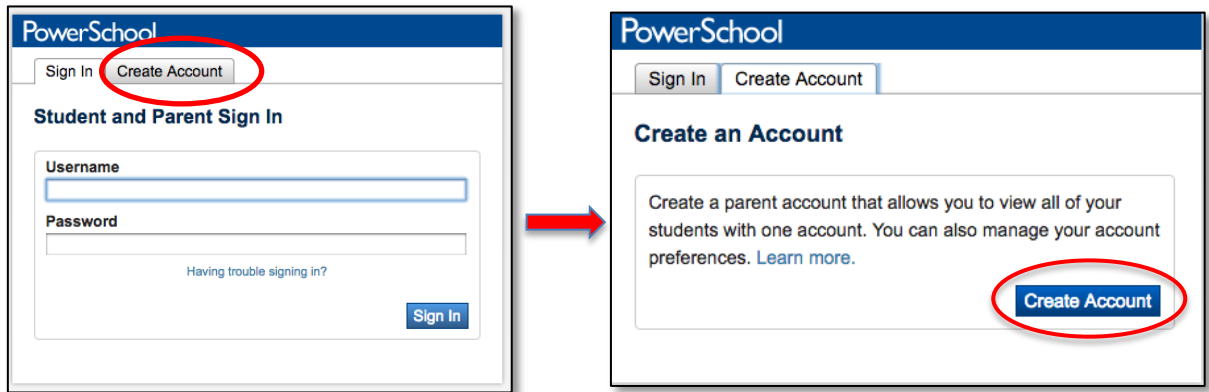 PowerSchool
Sign In Create Account
Student and Parent Sign In
Username
Password
Having trouble signing in?
Sign In
PowerSchool
Sign In Create Account
Create an Account
Create a parent account that allows you to view all of your
students with one account. You can also manage your account
preferences. Learn more.
Create Account